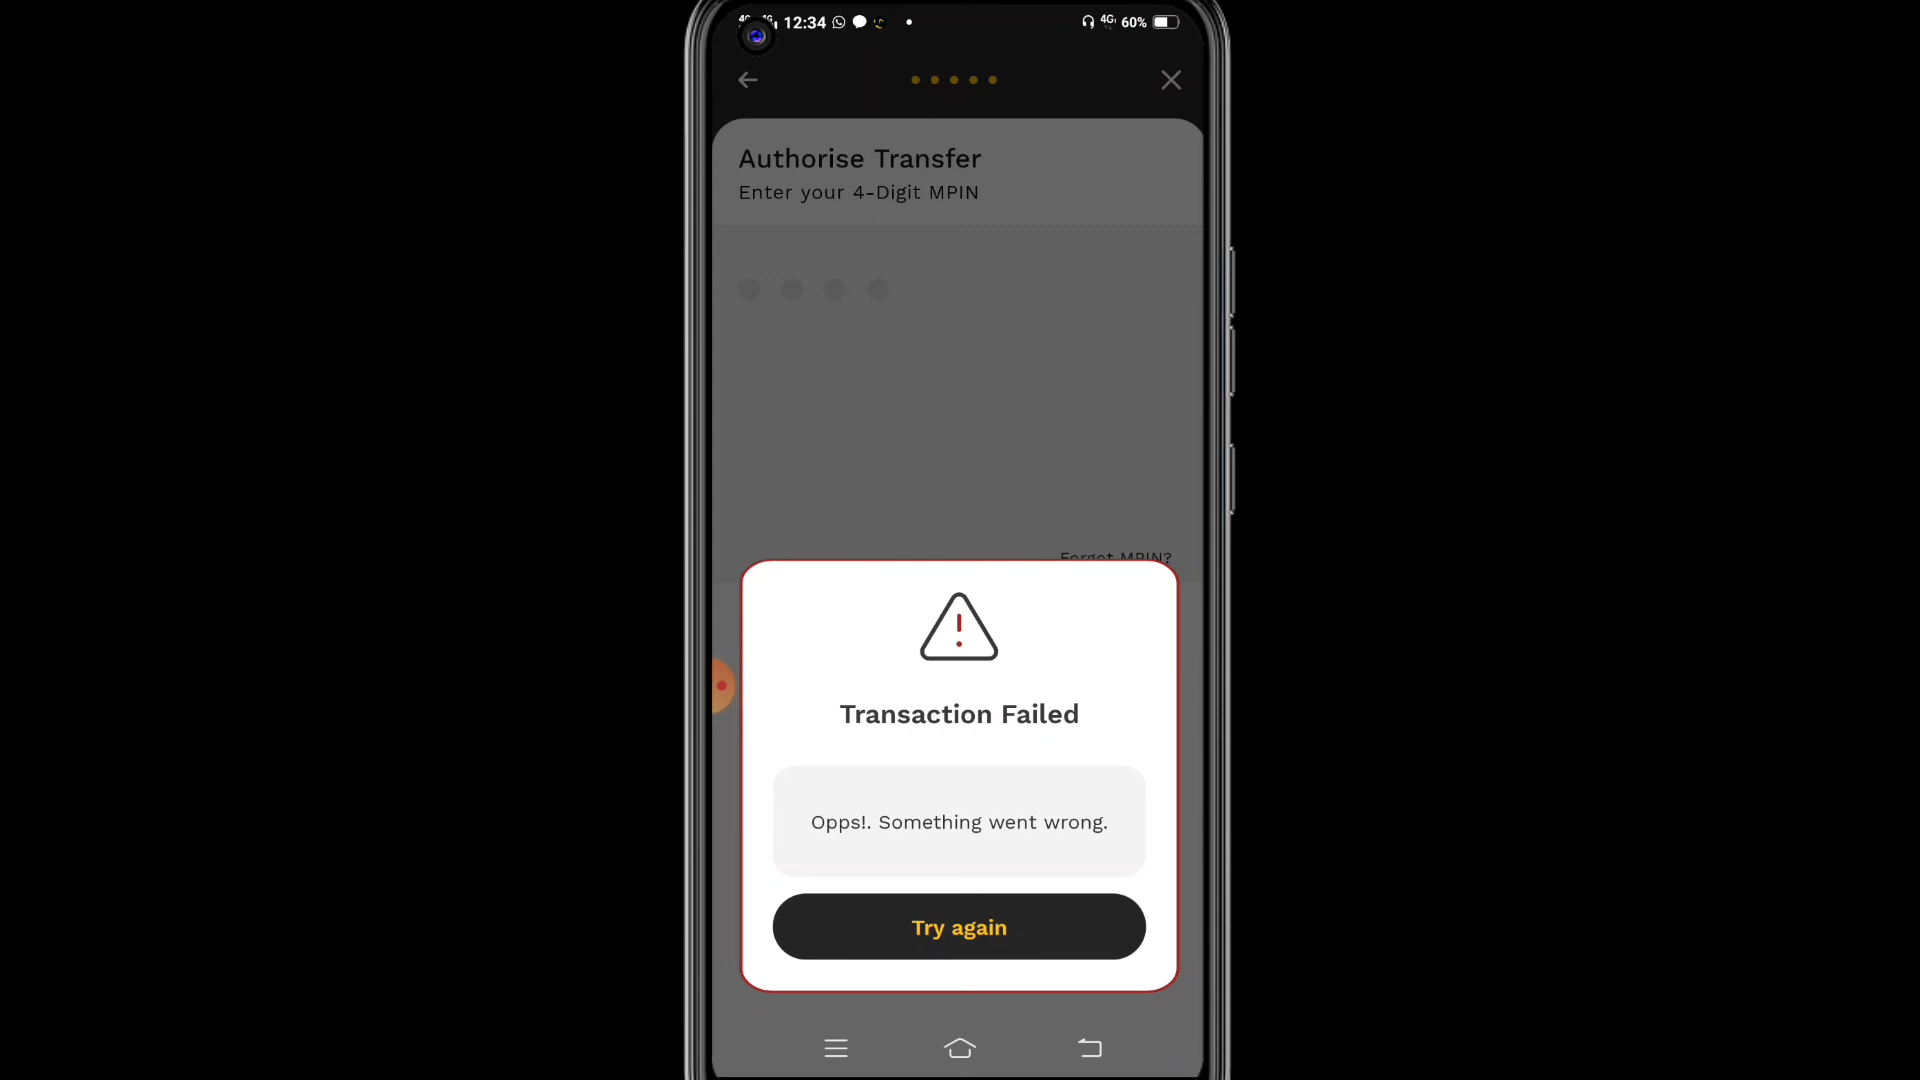 12:34
4G
60%
Authorise Transfer
Enter your 4-Digit MPIN
Forgot MPIN?
Transaction Failed
Opps!. Something went wrong.
Try again